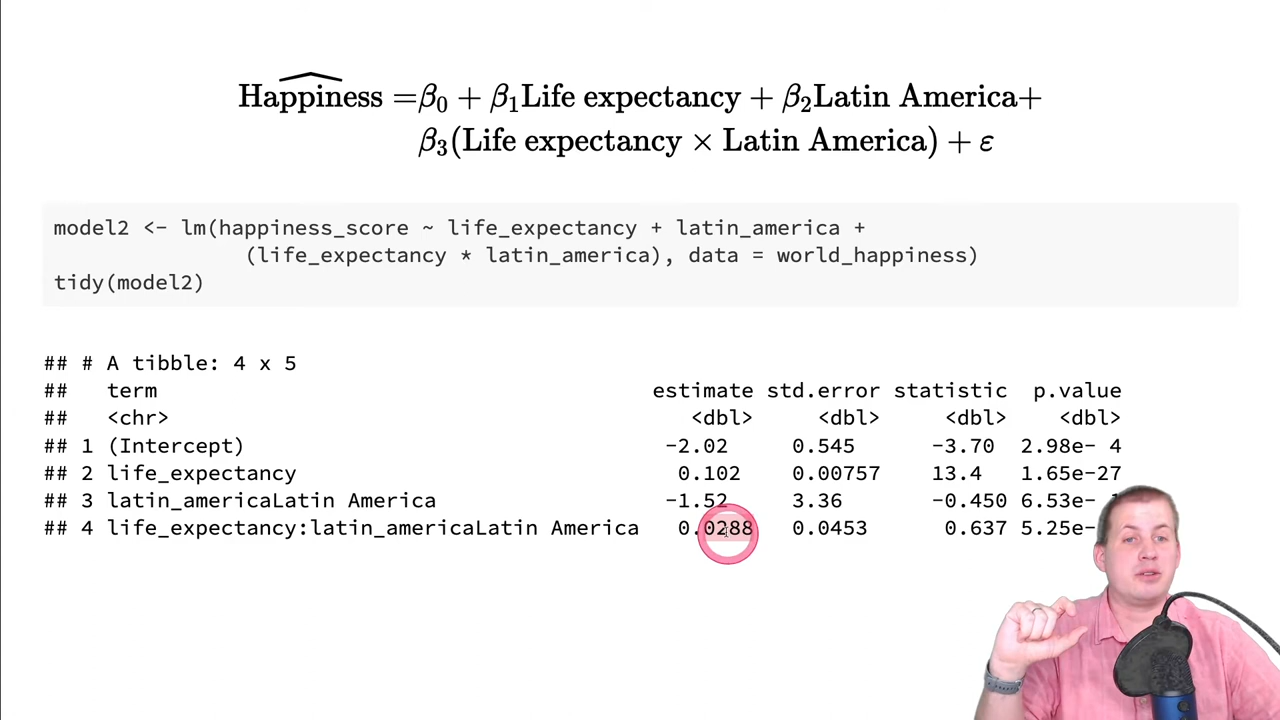 Happiness = β₀ + β₁Life expectancy + β₂Latin America+
β₃(Life expectancy × Latin America) + ε
model2 <- lm(happiness_score ~ life_expectancy + latin_america +
(life_expectancy * latin_america), data = world_happiness)
tidy(model2)
## # A tibble: 4 x 5
##   term                                     estimate std.error statistic  p.value
##   <chr>                                       <dbl>     <dbl>     <dbl>    <dbl>
## 1 (Intercept)                               -2.02     0.545      -3.70  2.98e- 4
## 2 life_expectancy                            0.102    0.00757    13.4   1.65e-27
## 3 latin_americaLatin America                -1.52     3.36       -0.450 6.53e-
## 4 life_expectancy:latin_americaLatin America   0.0288   0.0453      0.637 5.25e-